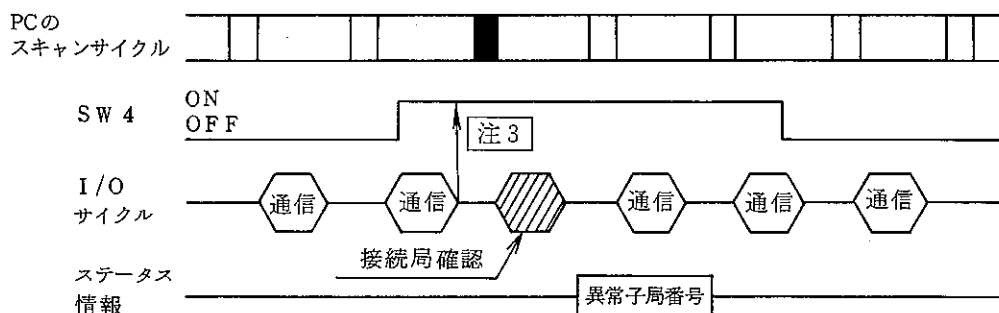 PCの
スキャンサイクル
SW4
ON
OFF
注3
I/O
サイクル
通信
通信
通信
通信
通信
接続局確認
ステータス
情報
異常子局番号